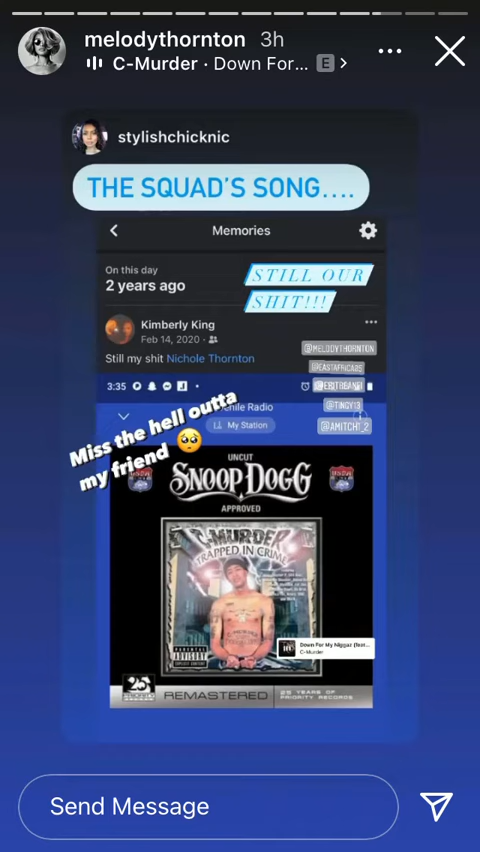 melodythornton 3h
C-Murder · Down For... E
stylishchicknic
THE SQUAD'S SONG....
Memories
On this day
2 years ago
STILL OUR
SHIT!!!
Kimberly King
Feb 14, 2020
Still my shit Nichole Thornton
@MELODYTHORNTON
3:35
@TINGY13
@AMITCH1_2
Radio
My Station
Miss the hell outta
my friend 🥺
UNCUT
SNOOP DOGG
APPROVED
C-MURDER
TRAPPED IN CRIME
PARENTAL
ADVISORY
EXPLICIT CONTENT
Down For My Niggaz (feat...
C-Murder
25
REMASTERED
25 YEARS OF
PRIORITY RECORDS
Send Message